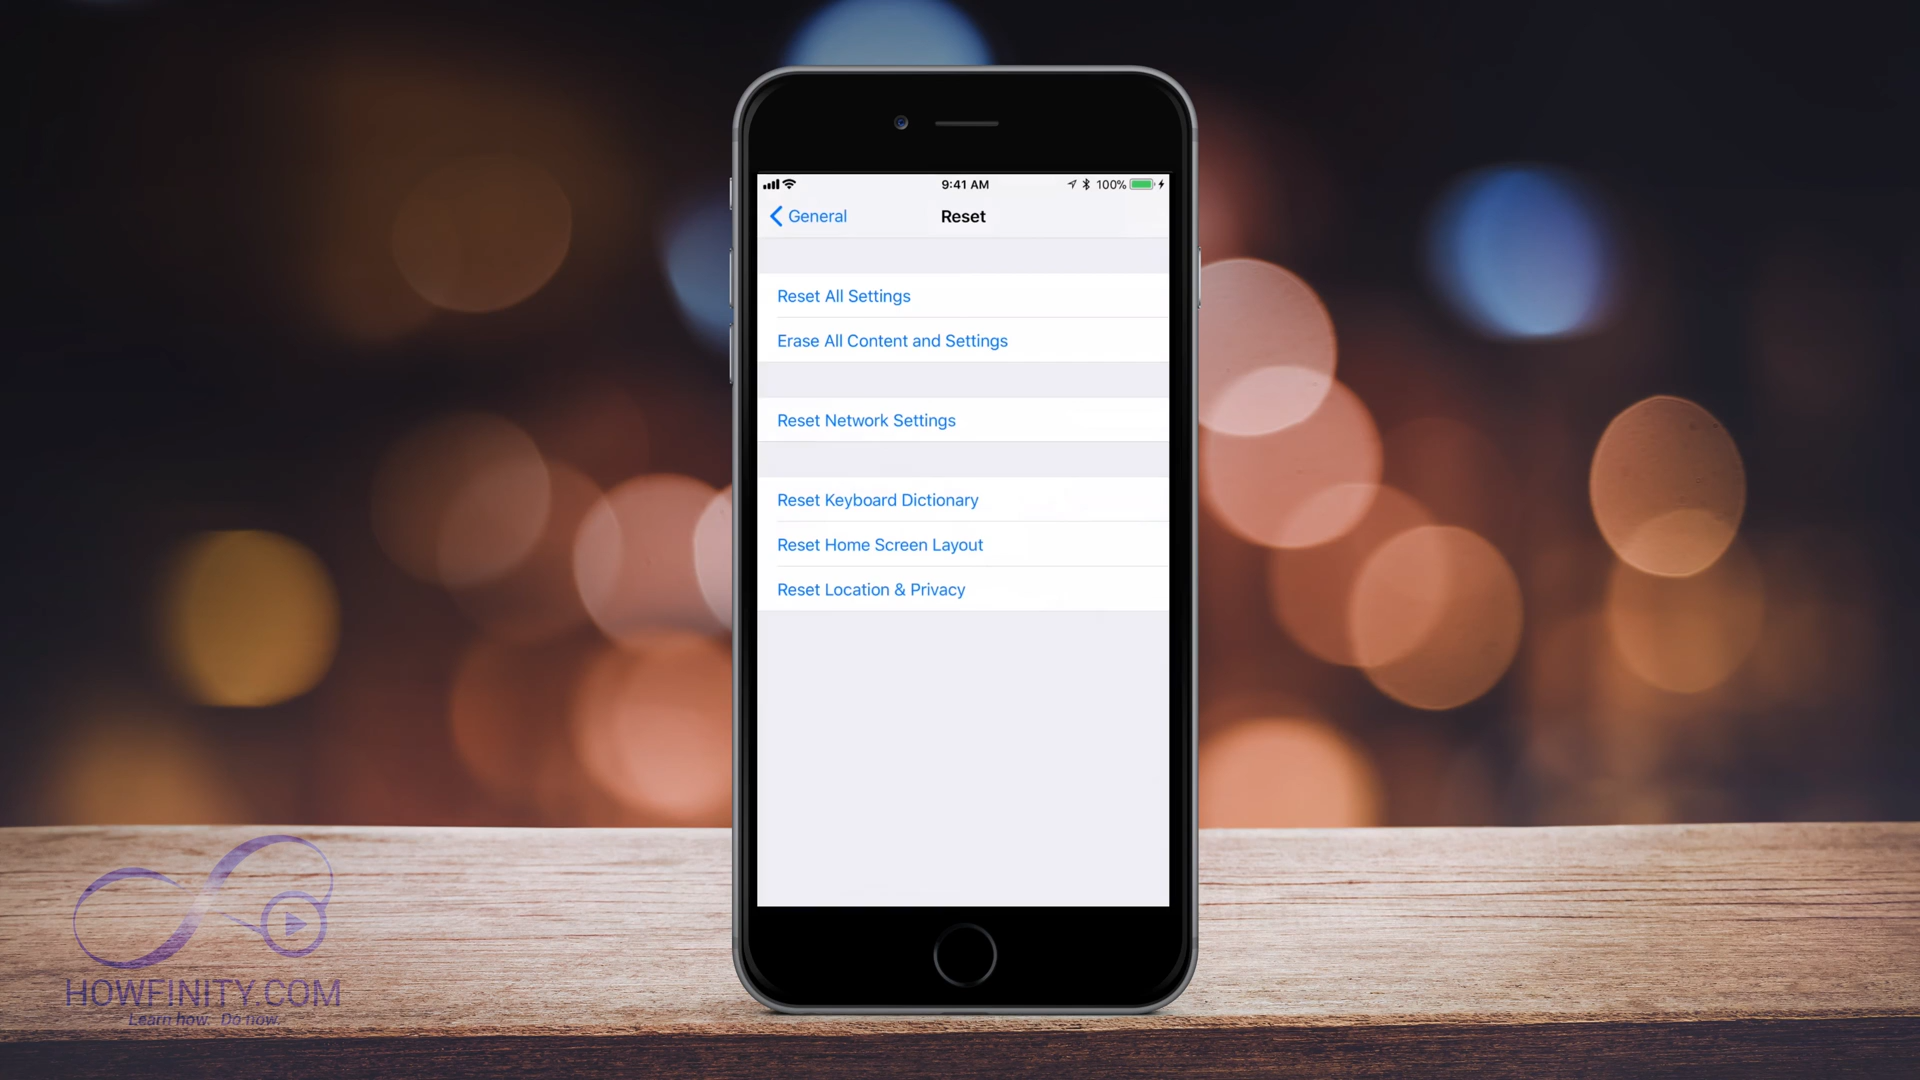 9:41 AM
100%
General
Reset
Reset All Settings
Erase All Content and Settings
Reset Network Settings
Reset Keyboard Dictionary
Reset Home Screen Layout
Reset Location & Privacy
HOWFINITY.COM
Learn how. Do now.